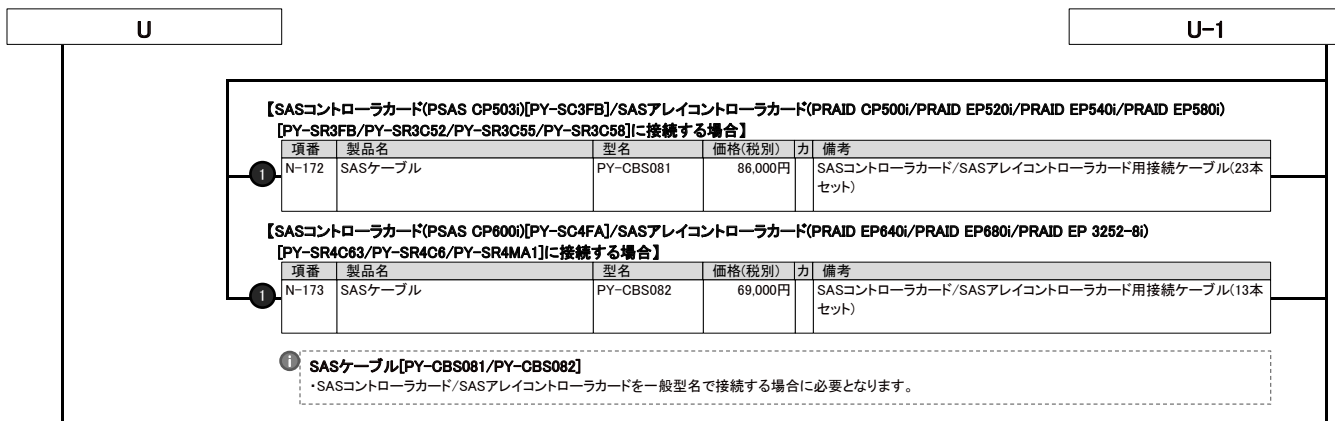 U
U-1
【SASコントローラカード(PSAS CP503i)[PY-SC3FB]/SASアレイコントローラカード(PRAID CP500i/PRAID EP520i/PRAID EP540i/PRAID EP580i)
[PY-SR3FB/PY-SR3C52/PY-SR3C55/PY-SR3C58]に接続する場合】
項番 製品名 型名 価格(税別) カ 備考
1 N-172 SASケーブル PY-CBS081 86,000円 SASコントローラカード/SASアレイコントローラカード用接続ケーブル(23本
セット)
【SASコントローラカード(PSAS CP600i)[PY-SC4FA]/SASアレイコントローラカード(PRAID EP640i/PRAID EP680i/PRAID EP 3252-8i)
[PY-SR4C63/PY-SR4C6/PY-SR4MA1]に接続する場合】
項番 製品名 型名 価格(税別) カ 備考
1 N-173 SASケーブル PY-CBS082 69,000円 SASコントローラカード/SASアレイコントローラカード用接続ケーブル(13本
セット)
i SASケーブル[PY-CBS081/PY-CBS082]
・SASコントローラカード/SASアレイコントローラカードを一般型名で接続する場合に必要となります。